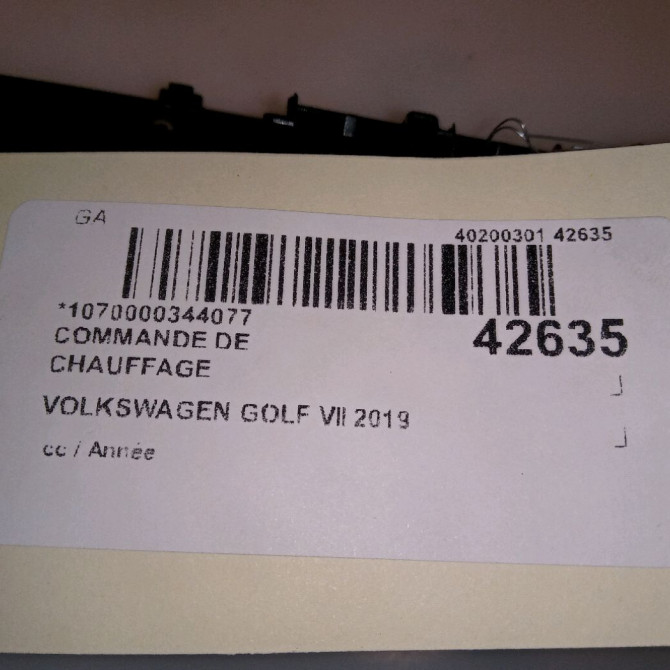 GA
40200301 42635
*1070000344077
42635
COMMANDE DE
CHAUFFAGE
VOLKSWAGEN GOLF VII 2019
cc / Année